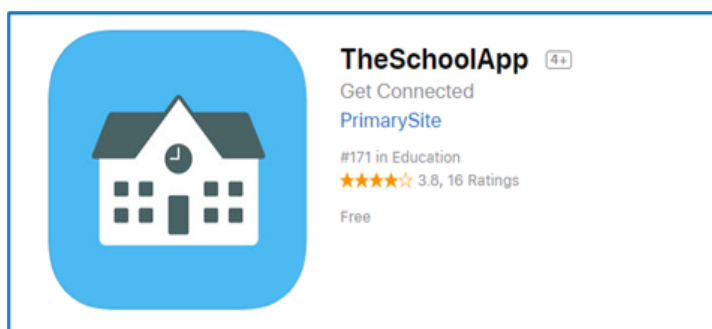 TheSchoolApp 4+
Get Connected
PrimarySite
#171 in Education
★★★★☆ 3.8, 16 Ratings
Free